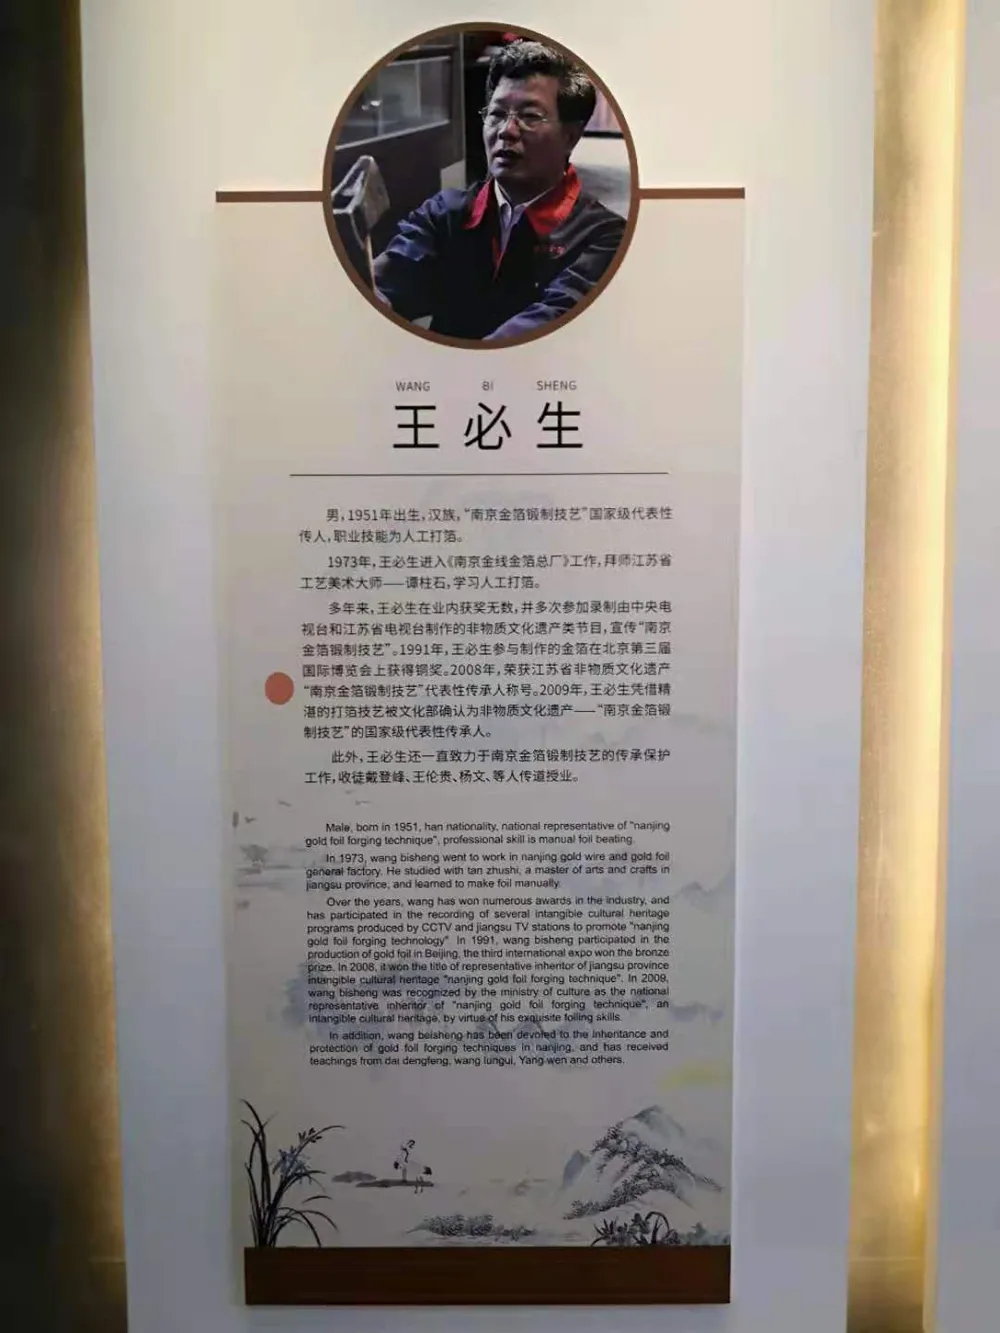 WANG BI SHENG
王必生
男，1951年出生，汉族，“南京金箔锻制技艺”国家级代表性
传人，职业技能为人工打箔。
1973年，王必生进入《南京金线金箔总厂》工作，拜师江苏省
工艺美术大师——谭柱石，学习人工打箔。
多年来，王必生在业内获奖无数，并多次参加录制由中央电
视台和江苏省电视台制作的非物质文化遗产类节目，宣传“南京
金箔锻制技艺”。1991年，王必生参与制作的金箔在北京第三届
国际博览会上获得铜奖。2008年，荣获江苏省非物质文化遗产
“南京金箔锻制技艺”代表性传承人称号。2009年，王必生凭借精
湛的打箔技艺被文化部确认为非物质文化遗产——“南京金箔锻
制技艺”的国家级代表性传承人。
此外，王必生还一直致力于南京金箔锻制技艺的传承保护
工作，收徒戴登峰、王伦贵、杨文、等人传道授业。
Male, born in 1951, han nationality, national representative of "nanjing
gold foil forging technique", professional skill is manual foil beating.
In 1973, wang bisheng went to work in nanjing gold wire and gold foil
general factory. He studied with tan zhushi, a master of arts and crafts in
jiangsu province, and learned to make foil manually.
Over the years, wang has won numerous awards in the industry, and
has participated in the recording of several intangible cultural heritage
programs produced by CCTV and jiangsu TV stations to promote "nanjing
gold foil forging technology". In 1991, wang bisheng participated in the
production of gold foil in Beijing, the third international expo won the bronze
prize. In 2008, it won the title of representative inheritor of jiangsu province
intangible cultural heritage "nanjing gold foil forging technique". In 2009,
wang bisheng was recognized by the ministry of culture as the national
representative inheritor of "nanjing gold foil forging technique", an
intangible cultural heritage, by virtue of his exquisite foiling skills.
In addition, wang beisheng has been devoted to the inheritance and
protection of gold foil forging techniques in nanjing, and has received
teachings from dai dengfeng, wang lungui, Yang wen and others.